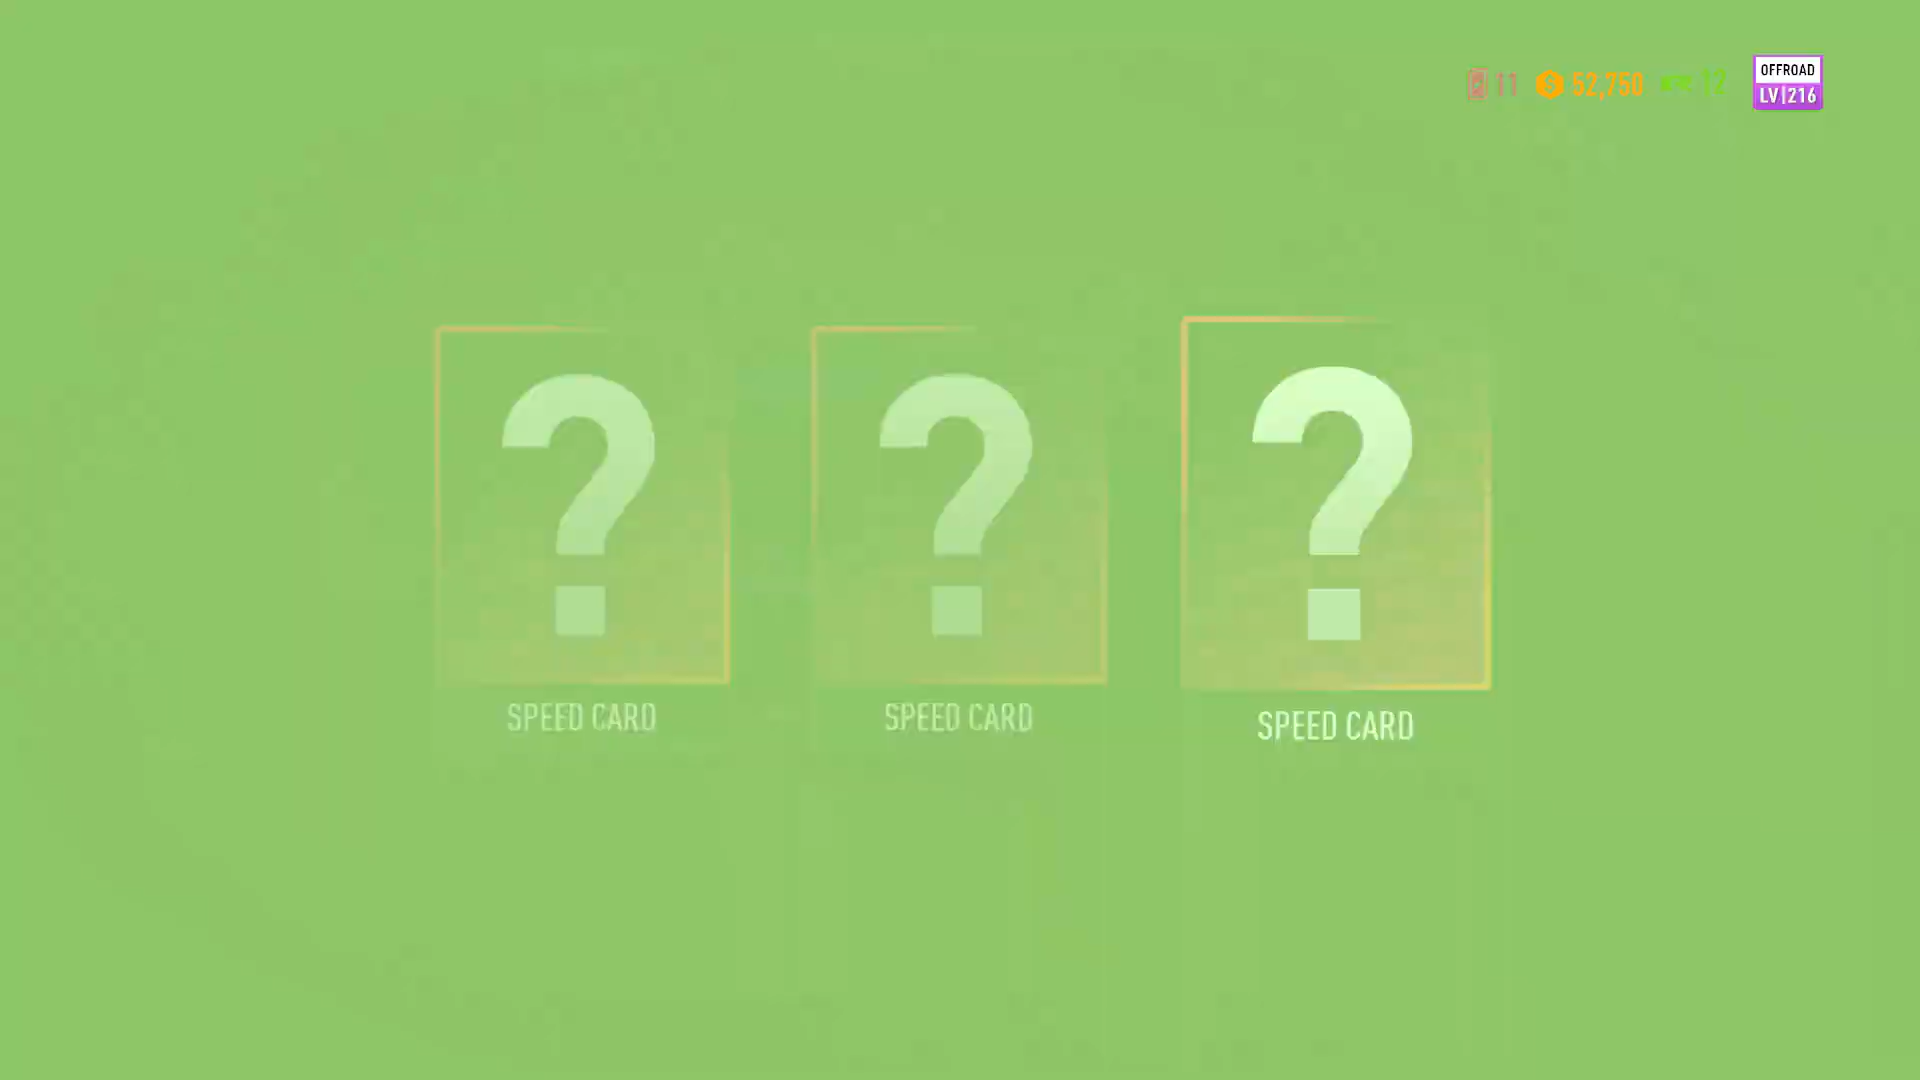 11 52,750 12 OFFROAD
LV|216
? ? ?
SPEED CARD SPEED CARD SPEED CARD